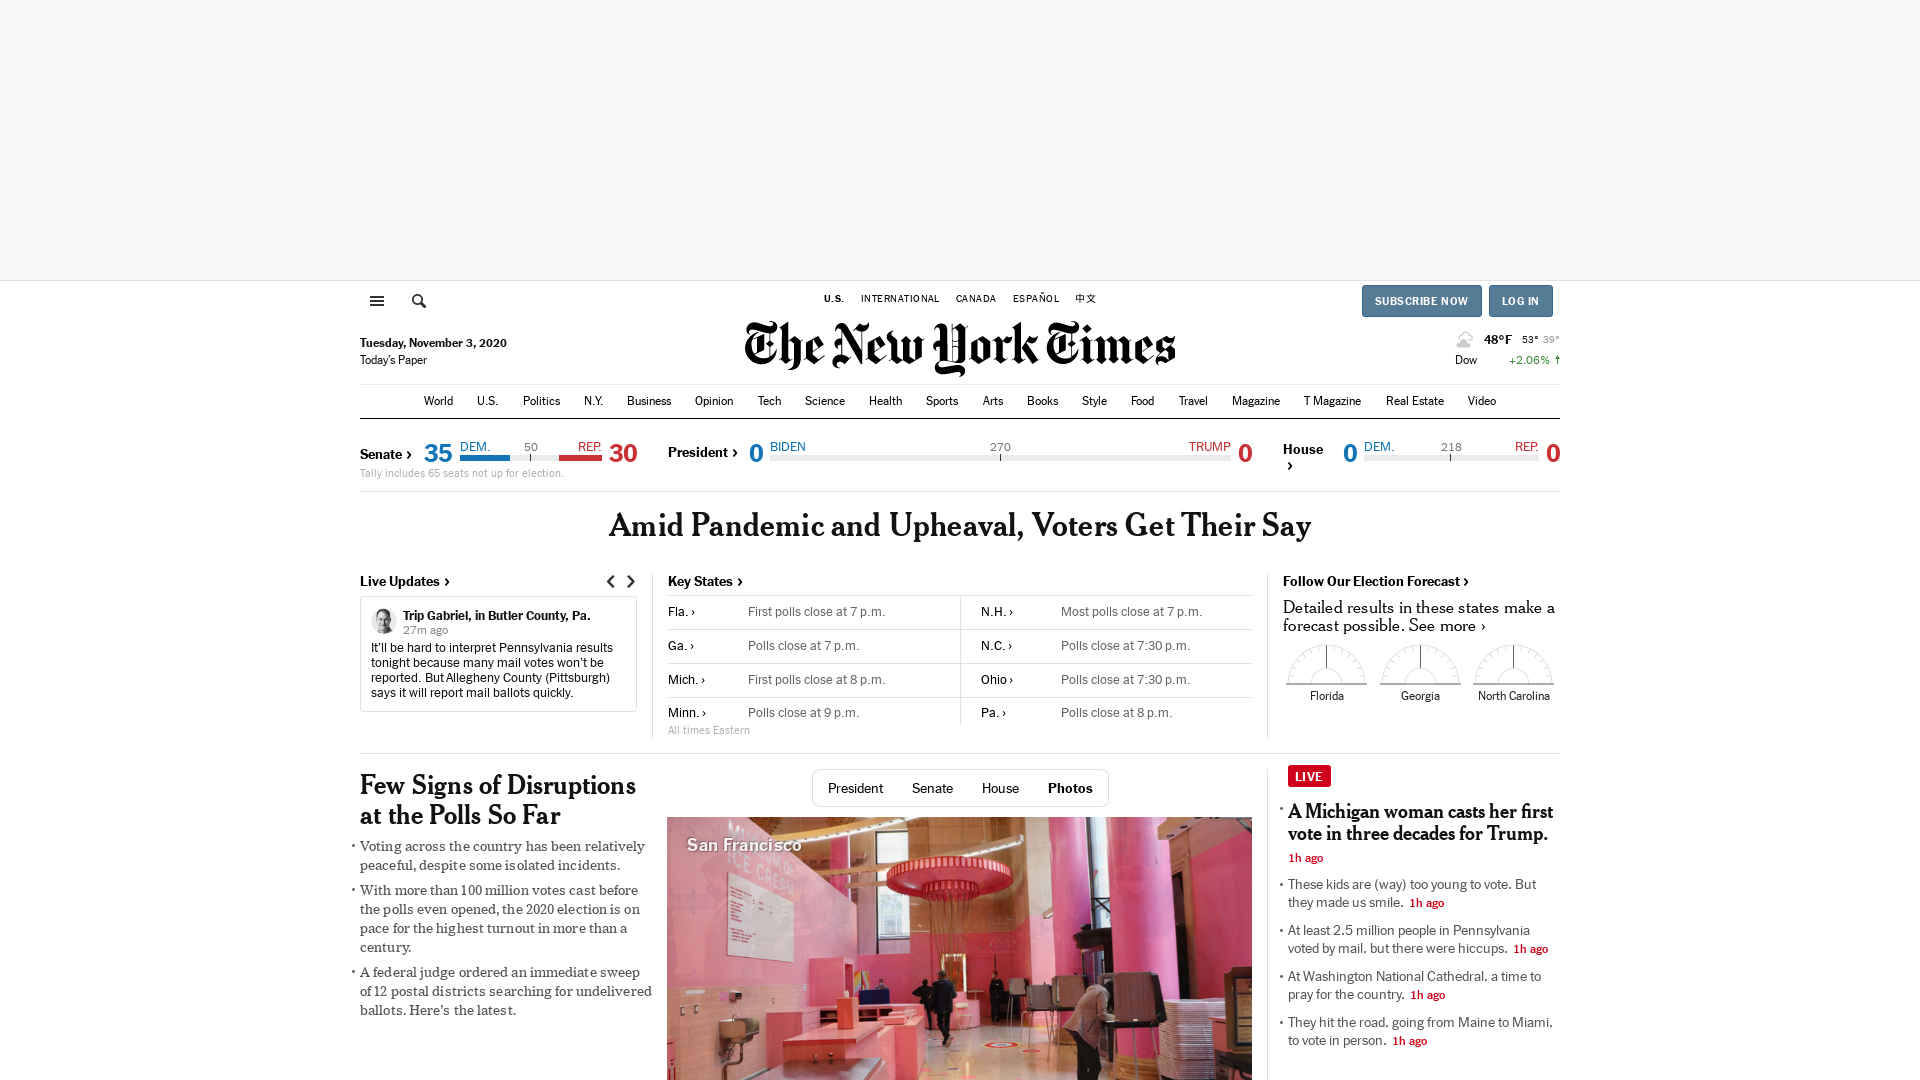 U.S. INTERNATIONAL CANADA ESPAÑOL 中文
SUBSCRIBE NOW LOG IN
The New York Times
Tuesday, November 3, 2020
Today's Paper
48°F 53° 39°
Dow +2.06% ↑
World U.S. Politics N.Y. Business Opinion Tech Science Health Sports Arts Books Style Food Travel Magazine T Magazine Real Estate Video
Senate › 35 DEM. 50 REP. 30
Tally includes 65 seats not up for election.
President › 0 BIDEN 270 TRUMP 0
House › 0 DEM. 218 REP. 0
Amid Pandemic and Upheaval, Voters Get Their Say
Live Updates ›
Trip Gabriel, in Butler County, Pa.
27m ago
It'll be hard to interpret Pennsylvania results
tonight because many mail votes won't be
reported. But Allegheny County (Pittsburgh)
says it will report mail ballots quickly.
Key States ›
Fla. › First polls close at 7 p.m.
N.H. › Most polls close at 7 p.m.
Ga. › Polls close at 7 p.m.
N.C. › Polls close at 7:30 p.m.
Mich. › First polls close at 8 p.m.
Ohio › Polls close at 7:30 p.m.
Minn. › Polls close at 9 p.m.
Pa. › Polls close at 8 p.m.
All times Eastern
Follow Our Election Forecast ›
Detailed results in these states make a
forecast possible. See more ›
Florida Georgia North Carolina
Few Signs of Disruptions
at the Polls So Far
• Voting across the country has been relatively
peaceful, despite some isolated incidents.
• With more than 100 million votes cast before
the polls even opened, the 2020 election is on
pace for the highest turnout in more than a
century.
• A federal judge ordered an immediate sweep
of 12 postal districts searching for undelivered
ballots. Here's the latest.
President Senate House Photos
San Francisco
MUSEUM OF
ICE CREAM
LIVE
• A Michigan woman casts her first
vote in three decades for Trump.
1h ago
• These kids are (way) too young to vote. But
they made us smile. 1h ago
• At least 2.5 million people in Pennsylvania
voted by mail, but there were hiccups. 1h ago
• At Washington National Cathedral, a time to
pray for the country. 1h ago
• They hit the road, going from Maine to Miami,
to vote in person. 1h ago